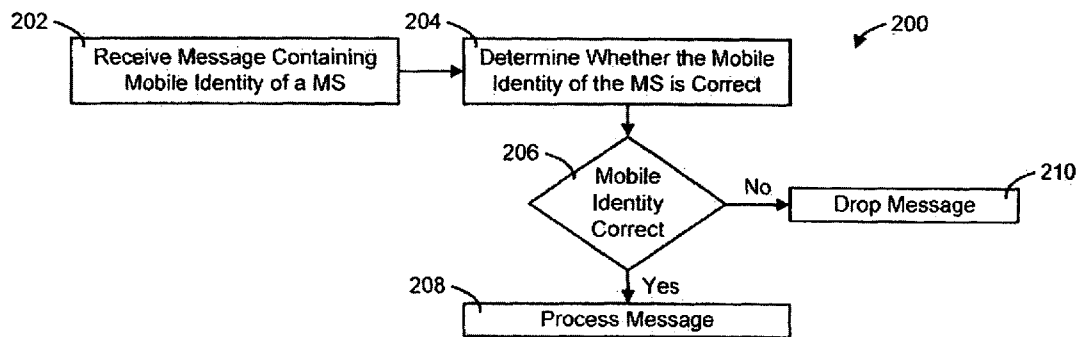 202
204
200
Receive Message Containing
Mobile Identity of a MS
Determine Whether the Mobile
Identity of the MS is Correct
206
Mobile
Identity
Correct
No
210
Drop Message
Yes
208
Process Message